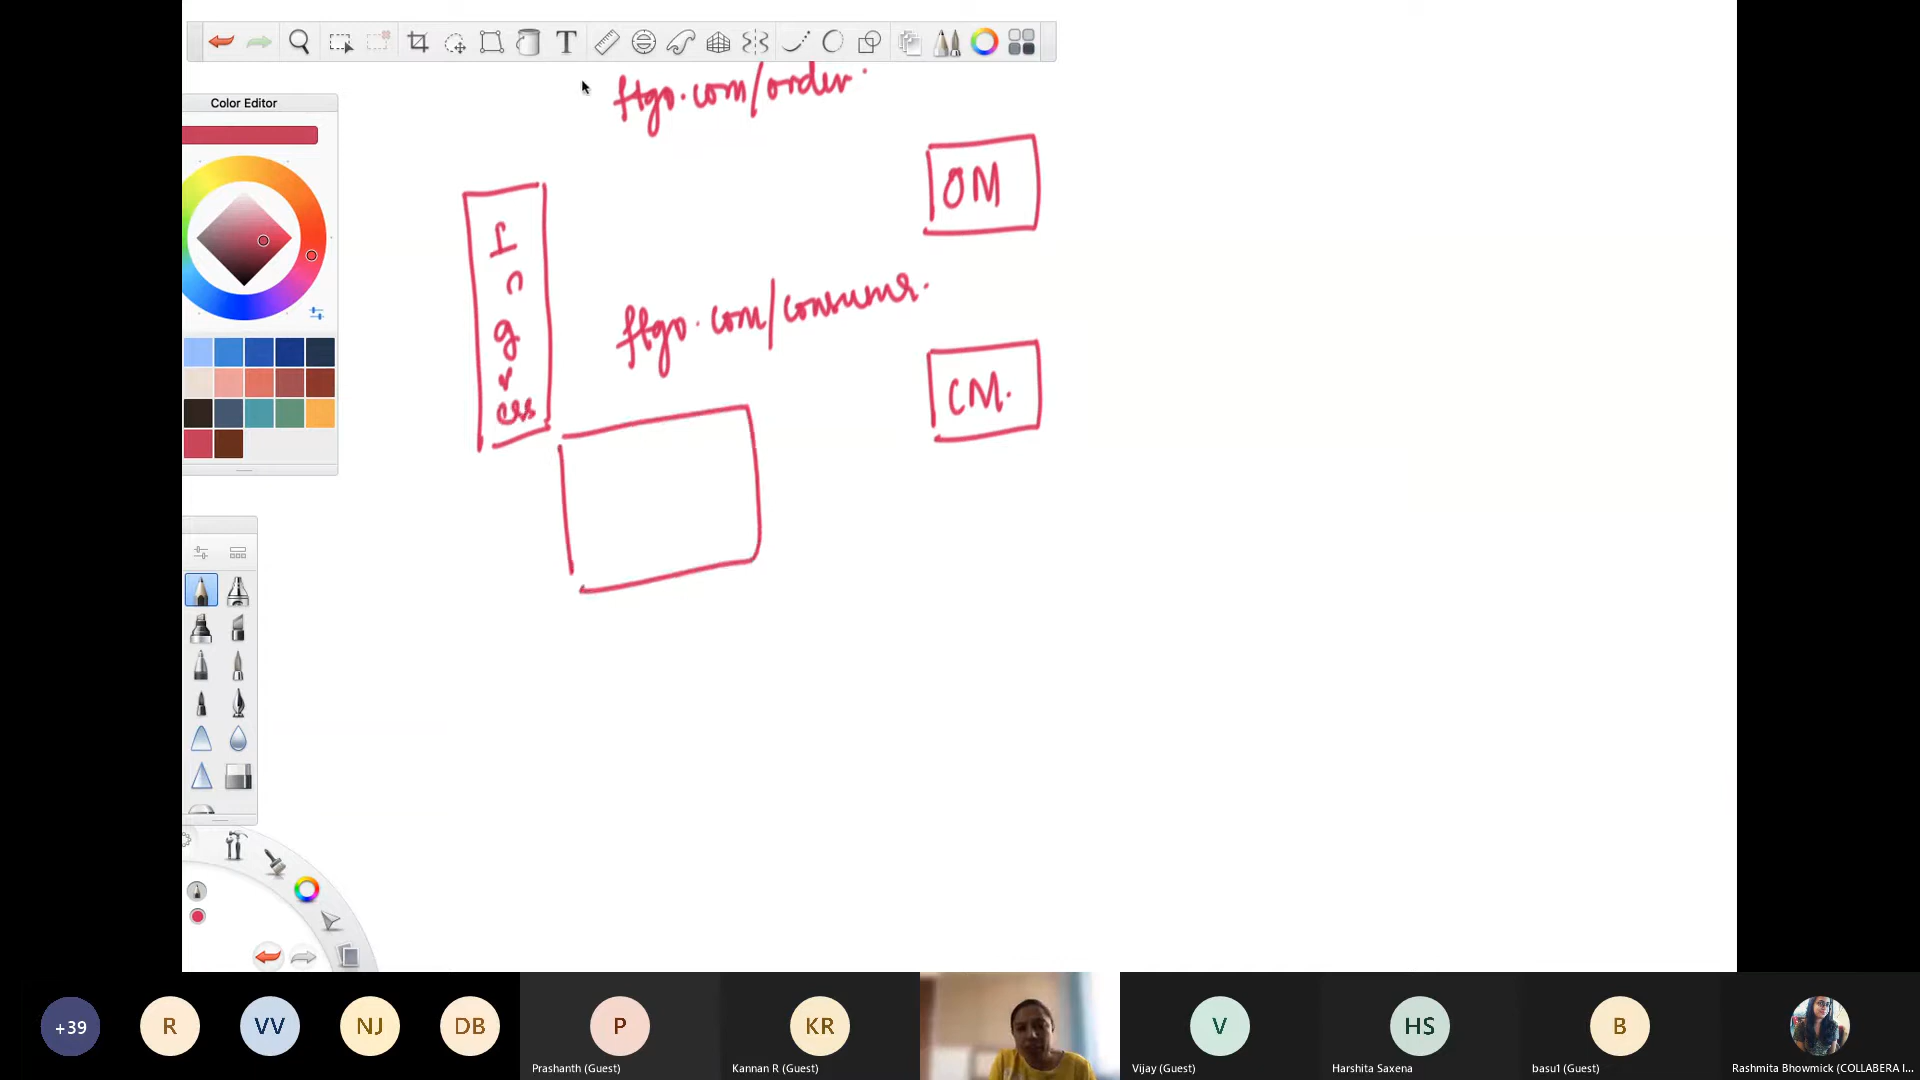 ftgo.com/order.
OM
I
n
g
r
ess
ftgo.com/consumer.
CM.
Color Editor
T
+39
R
VV
NJ
DB
P
Prashanth (Guest)
KR
Kannan R (Guest)
V
Vijay (Guest)
HS
Harshita Saxena
B
basu1 (Guest)
Rashmita Bhowmick (COLLABERA I...